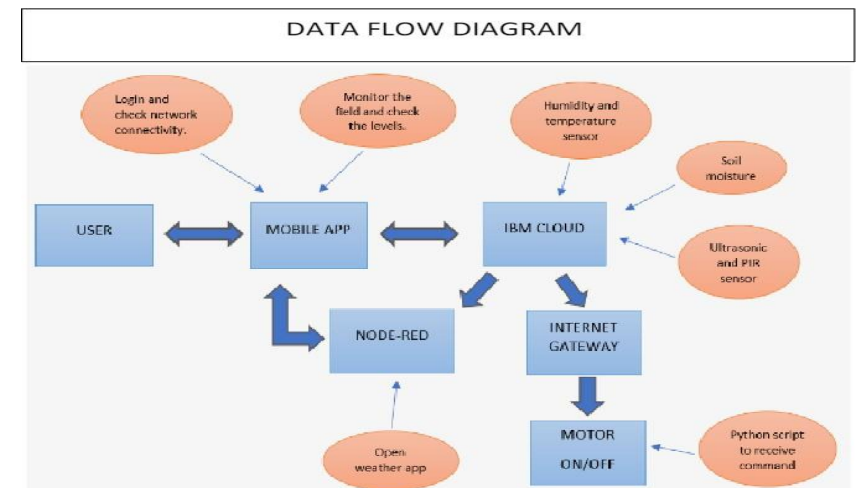 DATA FLOW DIAGRAM
Login and
check network
connectivity.
Monitor the
field and check
the levels.
Humidity and
temperature
sensor
Soil
moisture
USER
MOBILE APP
IBM CLOUD
Ultrasonic
and PIR
sensor
NODE-RED
INTERNET
GATEWAY
Open
weather app
MOTOR
ON/OFF
Python script
to receive
command